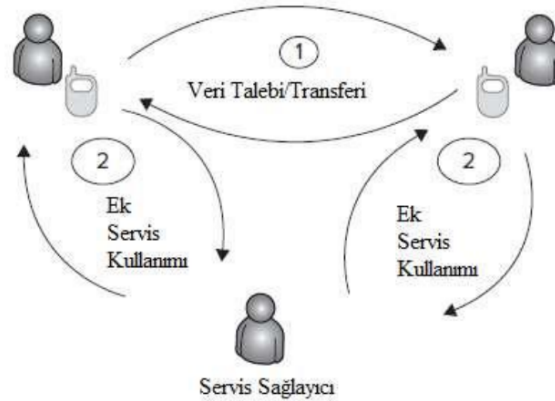 1
Veri Talebi/Transferi
2
Ek
Servis
Kullanımı
2
Ek
Servis
Kullanımı
Servis Sağlayıcı